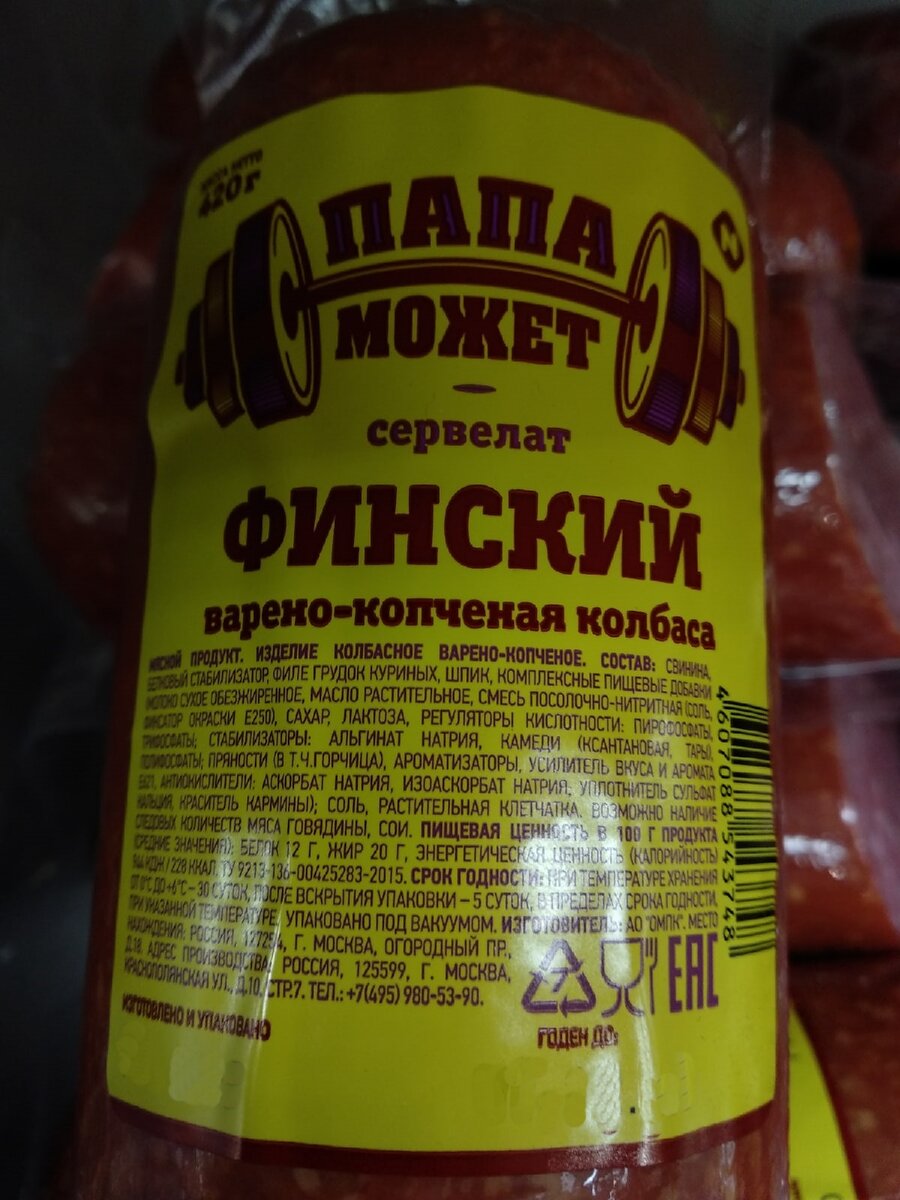 МАССА НЕТТО
420 г
ПАПА
МОЖЕТ
сервелат
ФИНСКИЙ
варено-копченая колбаса
МЯСНОЙ ПРОДУКТ. ИЗДЕЛИЕ КОЛБАСНОЕ ВАРЕНО-КОПЧЕНОЕ. СОСТАВ: СВИНИНА,
БЕЛКОВЫЙ СТАБИЛИЗАТОР, ФИЛЕ ГРУДОК КУРИНЫХ, ШПИК, КОМПЛЕКСНЫЕ ПИЩЕВЫЕ ДОБАВКИ
(МОЛОКО СУХОЕ ОБЕЗЖИРЕННОЕ, МАСЛО РАСТИТЕЛЬНОЕ, СМЕСЬ ПОСОЛОЧНО-НИТРИТНАЯ (СОЛЬ,
ФИКСАТОР ОКРАСКИ Е250), САХАР, ЛАКТОЗА, РЕГУЛЯТОРЫ КИСЛОТНОСТИ: ПИРОФОСФАТЫ,
ТРИФОСФАТЫ; СТАБИЛИЗАТОРЫ: АЛЬГИНАТ НАТРИЯ, КАМЕДИ (КСАНТАНОВАЯ, ТАРЫ),
ПОЛИФОСФАТЫ; ПРЯНОСТИ (В Т.Ч.ГОРЧИЦА), АРОМАТИЗАТОРЫ, УСИЛИТЕЛЬ ВКУСА И АРОМАТА
Е621, АНТИОКИСЛИТЕЛИ: АСКОРБАТ НАТРИЯ, ИЗОАСКОРБАТ НАТРИЯ; УПЛОТНИТЕЛЬ СУЛЬФАТ
КАЛЬЦИЯ, КРАСИТЕЛЬ КАРМИНЫ); СОЛЬ, РАСТИТЕЛЬНАЯ КЛЕТЧАТКА. ВОЗМОЖНО НАЛИЧИЕ
СЛЕДОВЫХ КОЛИЧЕСТВ МЯСА ГОВЯДИНЫ, СОИ. ПИЩЕВАЯ ЦЕННОСТЬ В 100 Г ПРОДУКТА
(СРЕДНИЕ ЗНАЧЕНИЯ): БЕЛОК 12 Г, ЖИР 20 Г, ЭНЕРГЕТИЧЕСКАЯ ЦЕННОСТЬ (КАЛОРИЙНОСТЬ)
944 КДЖ / 228 ККАЛ. ТУ 9213-136-00425283-2015. СРОК ГОДНОСТИ: ПРИ ТЕМПЕРАТУРЕ ХРАНЕНИЯ
ОТ 0°С ДО +6°С – 30 СУТОК, ПОСЛЕ ВСКРЫТИЯ УПАКОВКИ – 5 СУТОК, В ПРЕДЕЛАХ СРОКА ГОДНОСТИ,
ПРИ УКАЗАННОЙ ТЕМПЕРАТУРЕ. УПАКОВАНО ПОД ВАКУУМОМ. ИЗГОТОВИТЕЛЬ: АО "ОМПК". МЕСТО
НАХОЖДЕНИЯ: РОССИЯ, 127254, Г. МОСКВА, ОГОРОДНЫЙ ПР.,
Д.18. АДРЕС ПРОИЗВОДСТВА: РОССИЯ, 125599, Г. МОСКВА,
КРАСНОПОЛЯНСКАЯ УЛ., Д.10, СТР.7. ТЕЛ.: +7(495) 980-53-90.
4 607088 543748
7
EAC
ИЗГОТОВЛЕНО И УПАКОВАНО
ГОДЕН ДО: